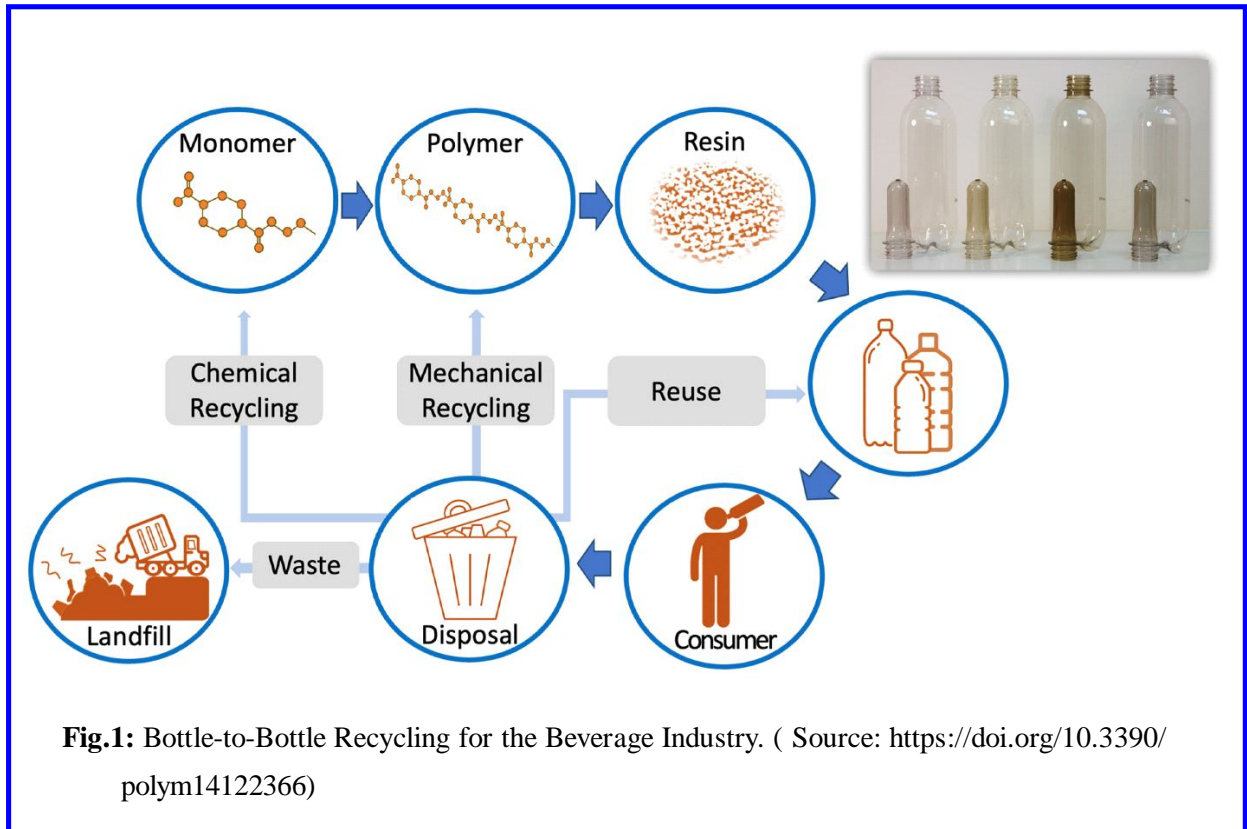 Monomer
Polymer
Resin
Chemical
Recycling
Mechanical
Recycling
Reuse
Waste
Landfill
Disposal
Consumer
Fig.1: Bottle-to-Bottle Recycling for the Beverage Industry. ( Source: https://doi.org/10.3390/
polym14122366)